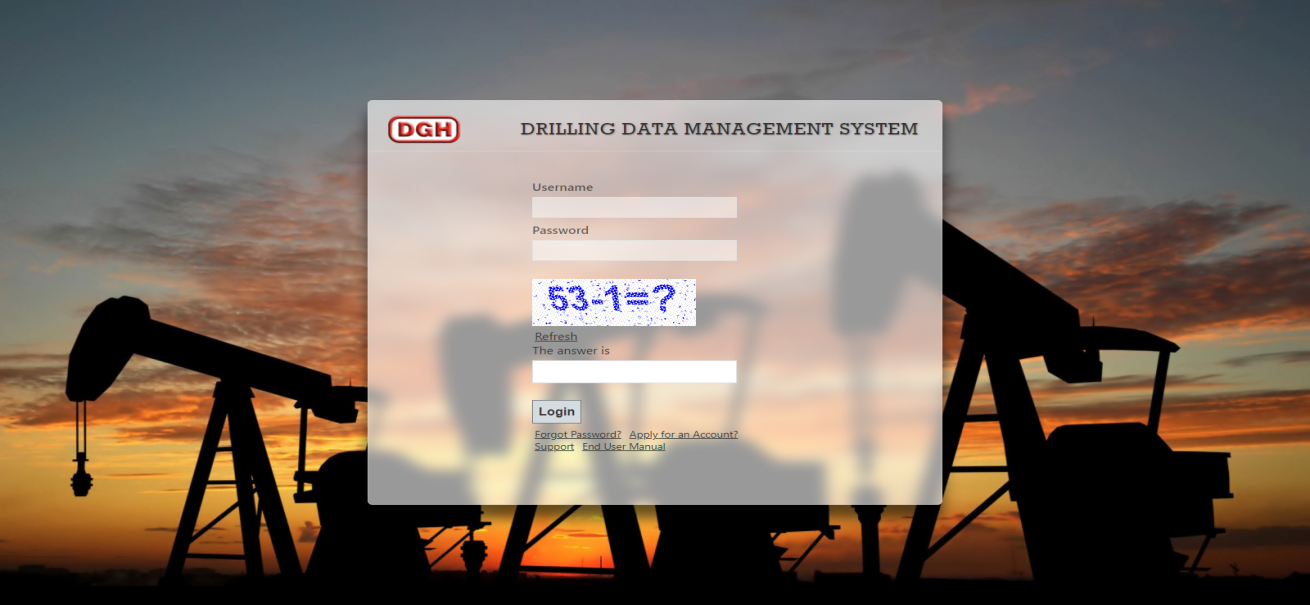 DGH
DRILLING DATA MANAGEMENT SYSTEM
Username
Password
53-1=?
Refresh
The answer is
Login
Forgot Password? Apply for an Account?
Support End User Manual